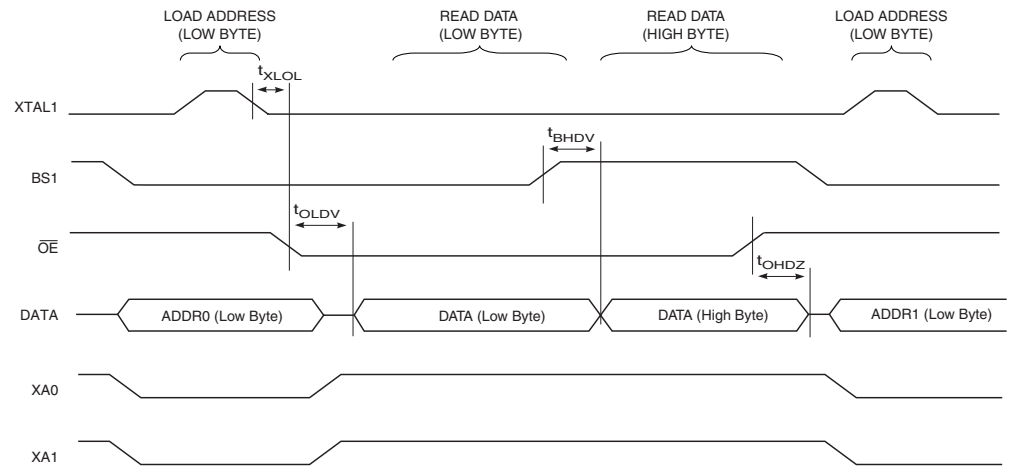 LOAD ADDRESS
(LOW BYTE)
READ DATA
(LOW BYTE)
READ DATA
(HIGH BYTE)
LOAD ADDRESS
(LOW BYTE)
tXLOL
XTAL1
tBHDV
BS1
tOLDV
OE
tOHDZ
DATA
ADDR0 (Low Byte)
DATA (Low Byte)
DATA (High Byte)
ADDR1 (Low Byte)
XA0
XA1